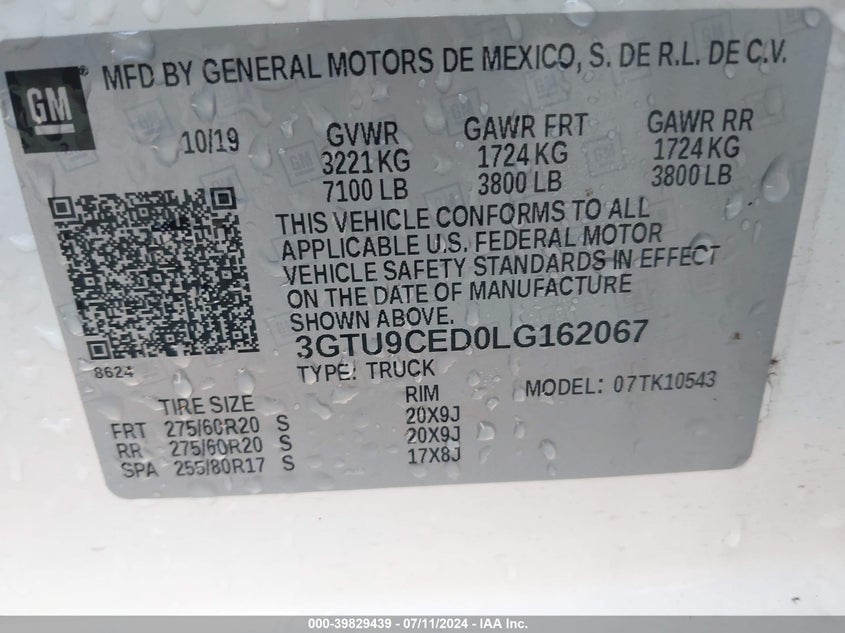 GM
MFD BY GENERAL MOTORS DE MEXICO, S. DE R.L. DE C.V.
10/19
GVWR
3221 KG
7100 LB
GAWR FRT
1724 KG
3800 LB
GAWR RR
1724 KG
3800 LB
THIS VEHICLE CONFORMS TO ALL
APPLICABLE U.S. FEDERAL MOTOR
VEHICLE SAFETY STANDARDS IN EFFECT
ON THE DATE OF MANUFACTURE
SHOWN ABOVE.
3GTU9CED0LG162067
8624
TYPE: TRUCK
MODEL: 07TK10543
TIRE SIZE
RIM
FRT 275/60R20 S 20X9J
RR 275/60R20 S 20X9J
SPA 255/80R17 S 17X8J
000-39829439 - 07/11/2024 - IAAI.com